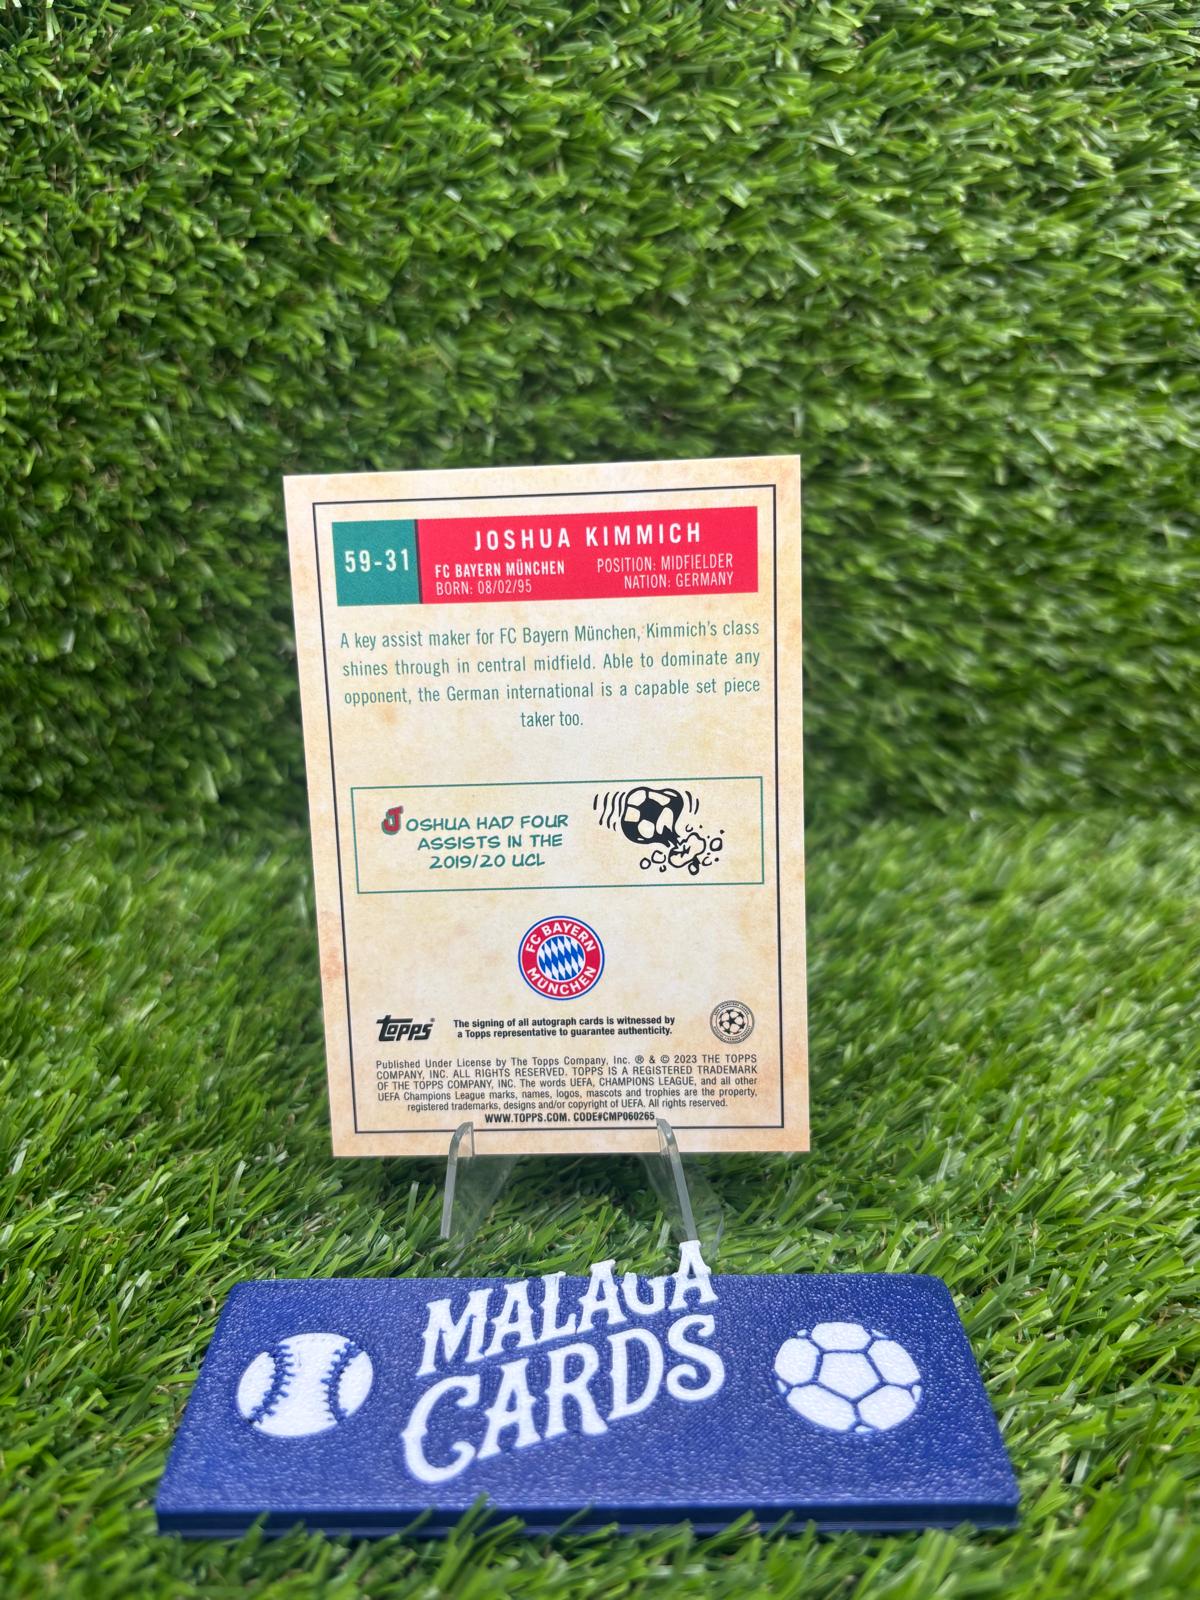 59-31
JOSHUA KIMMICH
FC BAYERN MÜNCHEN
BORN: 08/02/95
POSITION: MIDFIELDER
NATION: GERMANY
A key assist maker for FC Bayern München, Kimmich's class
shines through in central midfield. Able to dominate any
opponent, the German international is a capable set piece
taker too.
JOSHUA HAD FOUR
ASSISTS IN THE
2019/20 UCL
FC BAYERN
MÜNCHEN
topps®
The signing of all autograph cards is witnessed by
a Topps representative to guarantee authenticity.
Published Under License by The Topps Company, Inc. ® & © 2023 THE TOPPS
COMPANY, INC. ALL RIGHTS RESERVED. TOPPS IS A REGISTERED TRADEMARK
OF THE TOPPS COMPANY, INC. The words UEFA, CHAMPIONS LEAGUE, and all other
UEFA Champions League marks, names, logos, mascots and trophies are the property,
registered trademarks, designs and/or copyright of UEFA. All rights reserved.
WWW.TOPPS.COM. CODE#CMP060265
MALAGA
CARDS